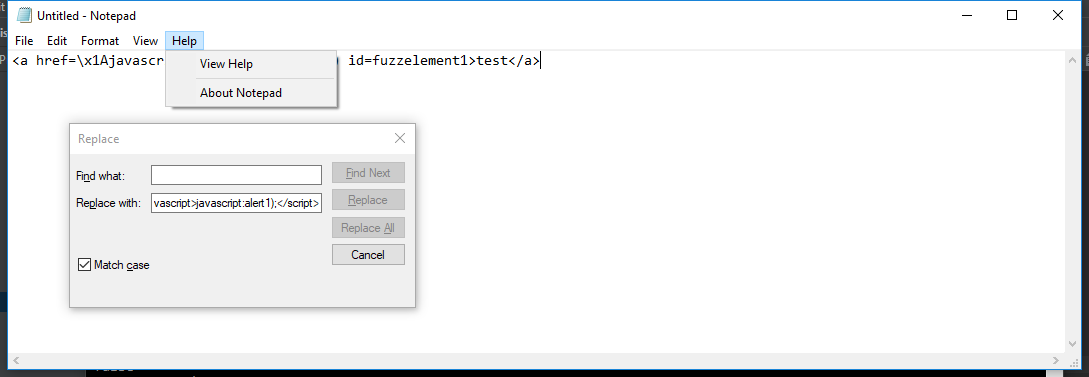 Untitled - Notepad
File Edit Format View Help
<a href=\x1Ajavascr id=fuzzelement1>test</a>
View Help
About Notepad
Replace
Find what:
Find Next
Replace with: vascript>javascript:alert1);</script>
Replace
Replace All
Cancel
Match case